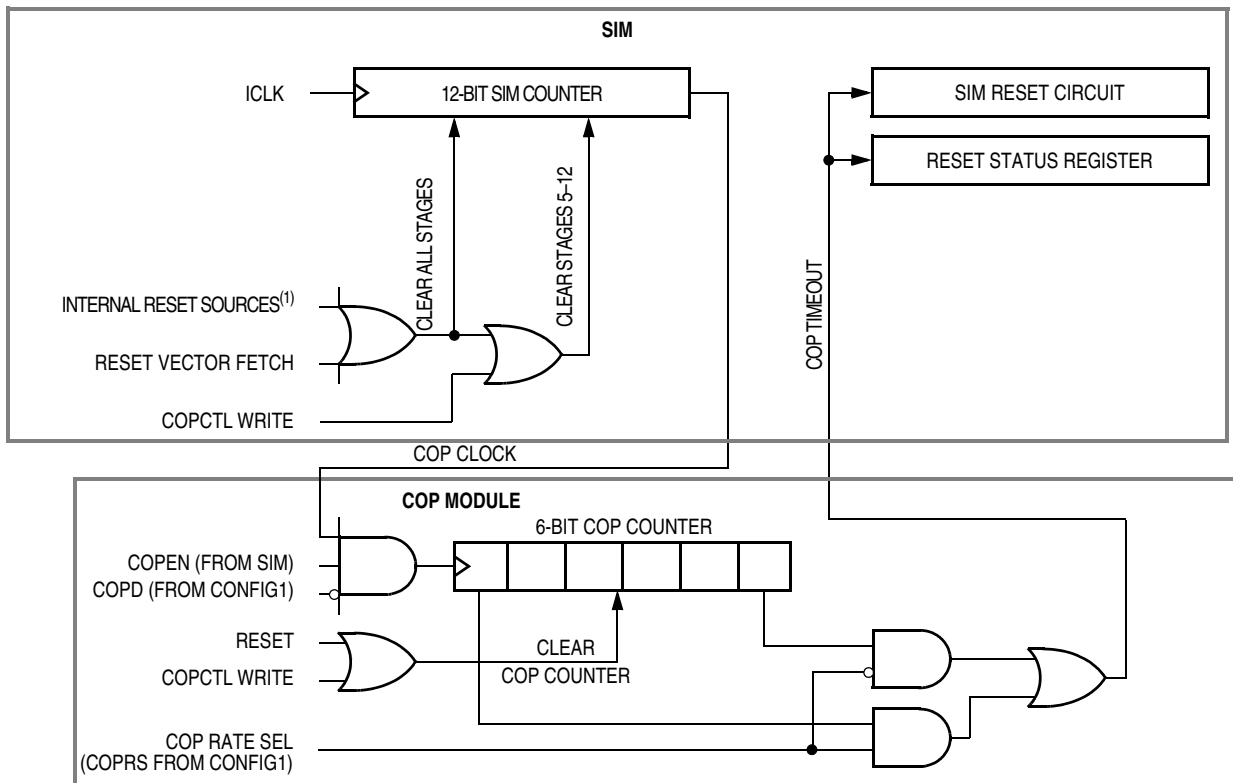 SIM
ICLK
12-BIT SIM COUNTER
SIM RESET CIRCUIT
RESET STATUS REGISTER
CLEAR ALL STAGES
CLEAR STAGES 5–12
COP TIMEOUT
INTERNAL RESET SOURCES(1)
RESET VECTOR FETCH
COPCTL WRITE
COP CLOCK
COP MODULE
6-BIT COP COUNTER
COPEN (FROM SIM)
COPD (FROM CONFIG1)
RESET
CLEAR
COP COUNTER
COPCTL WRITE
COP RATE SEL
(COPRS FROM CONFIG1)